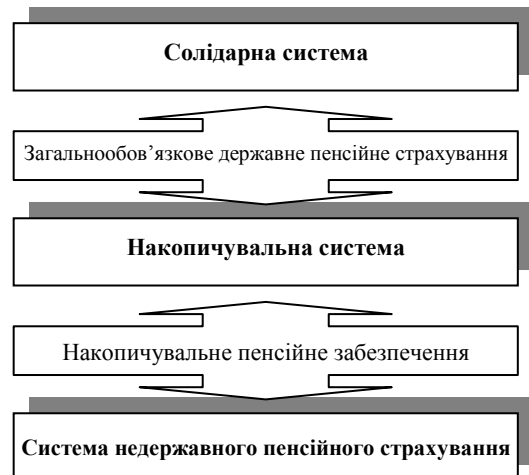 Солідарна система
Загальнообов’язкове державне пенсійне страхування
Накопичувальна система
Накопичувальне пенсійне забезпечення
Система недержавного пенсійного страхування